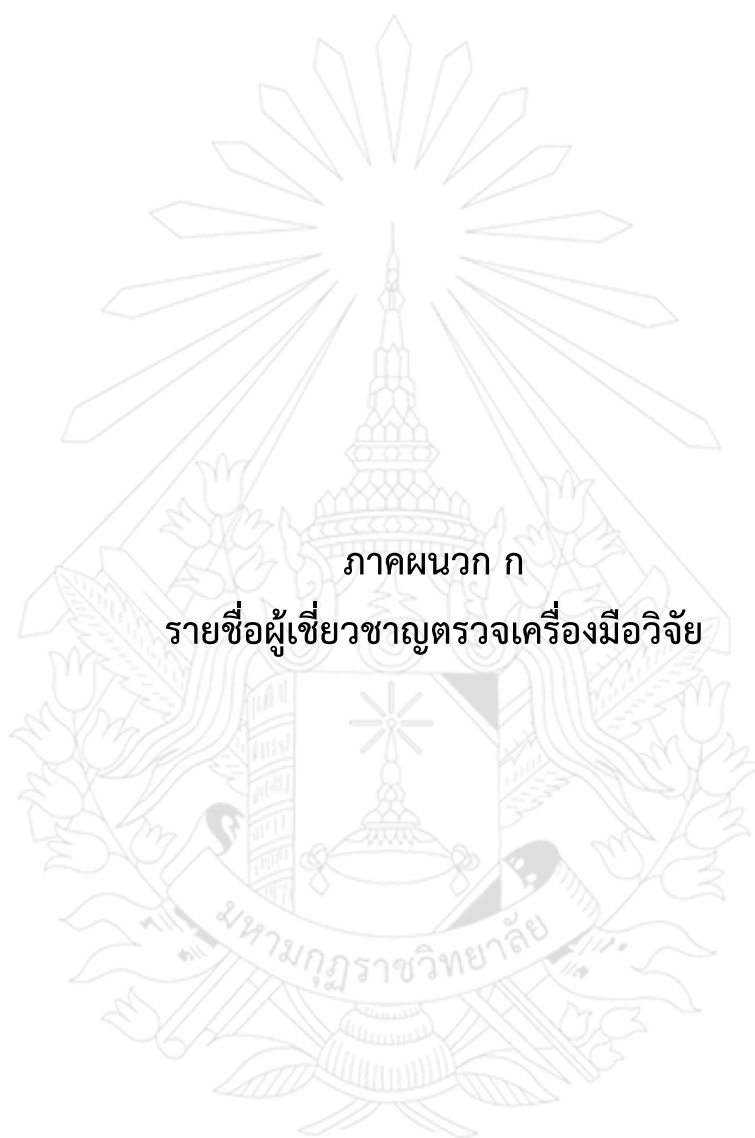 ภาคผนวก ก
รายชื่อผู้เชี่ยวชาญตรวจเครื่องมือวิจัย
มหามกุฏราชวิทยาลัย